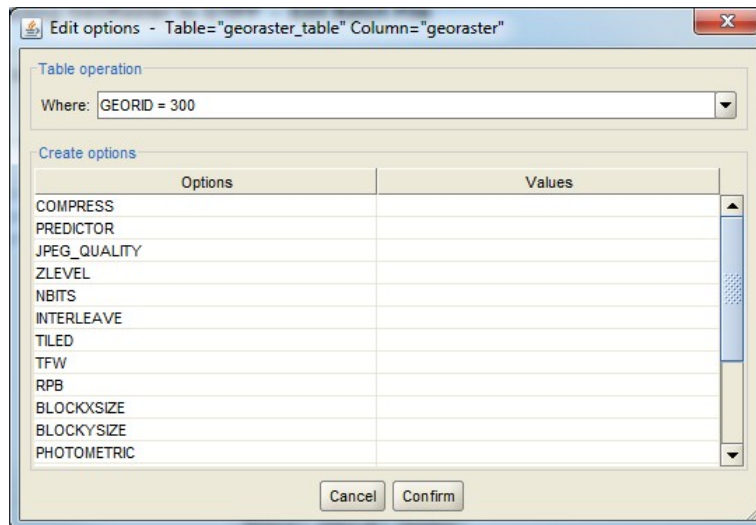 Edit options - Table="georaster_table" Column="georaster"
Table operation
Where: GEORID = 300
Create options
Options Values
COMPRESS
PREDICTOR
JPEG_QUALITY
ZLEVEL
NBITS
INTERLEAVE
TILED
TFW
RPB
BLOCKXSIZE
BLOCKYSIZE
PHOTOMETRIC
Cancel Confirm